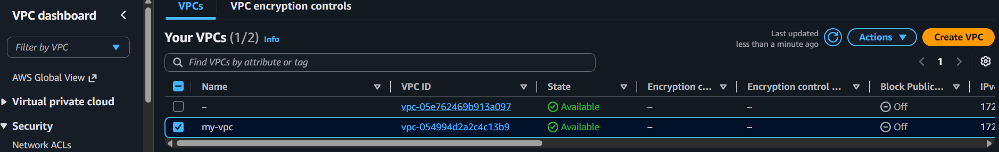 VPC dashboard
Filter by VPC
AWS Global View
Virtual private cloud
Security
Network ACLs
VPCs VPC encryption controls
Your VPCs (1/2) Info
Last updated
less than a minute ago
Actions
Create VPC
Find VPCs by attribute or tag
1
Name VPC ID State Encryption c... Encryption control ... Block Public... IPv4
– vpc-05e762469b913a097 Available – – Off 172
my-vpc vpc-054994d2a2c4c13b9 Available – – Off 172